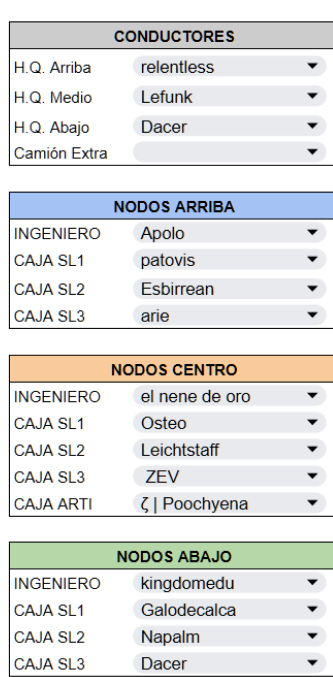 CONDUCTORES
H.Q. Arriba relentless
H.Q. Medio Lefunk
H.Q. Abajo Dacer
Camión Extra
NODOS ARRIBA
INGENIERO Apolo
CAJA SL1 patovis
CAJA SL2 Esbirrean
CAJA SL3 arie
NODOS CENTRO
INGENIERO el nene de oro
CAJA SL1 Osteo
CAJA SL2 Leichtstaff
CAJA SL3 ZEV
CAJA ARTI ζ | Poochyena
NODOS ABAJO
INGENIERO kingdomedu
CAJA SL1 Galodecalca
CAJA SL2 Napalm
CAJA SL3 Dacer